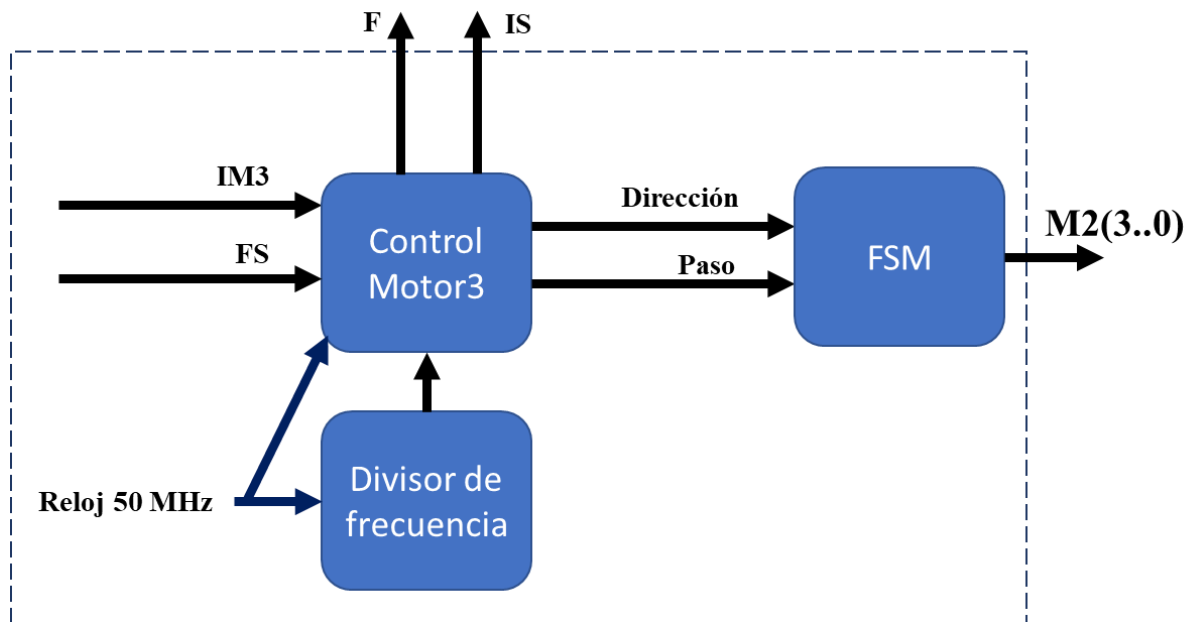 F
IS
IM3
FS
Control
Motor3
Dirección
Paso
FSM
M2(3..0)
Reloj 50 MHz
Divisor de
frecuencia